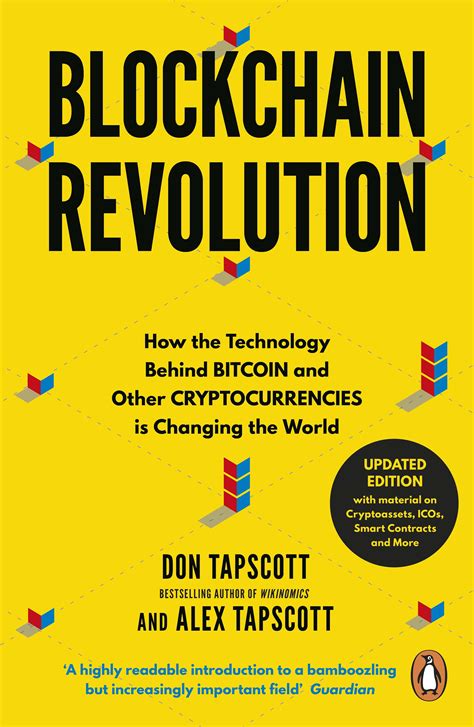 BLOCKCHAIN
REVOLUTION
How the Technology
Behind BITCOIN and
Other CRYPTOCURRENCIES
is Changing the World
UPDATED
EDITION
with material on
Cryptoassets, ICOs,
Smart Contracts
and More
DON TAPSCOTT
BESTSELLING AUTHOR OF WIKINOMICS
AND ALEX TAPSCOTT
‘A highly readable introduction to a bamboozling
but increasingly important field’ Guardian